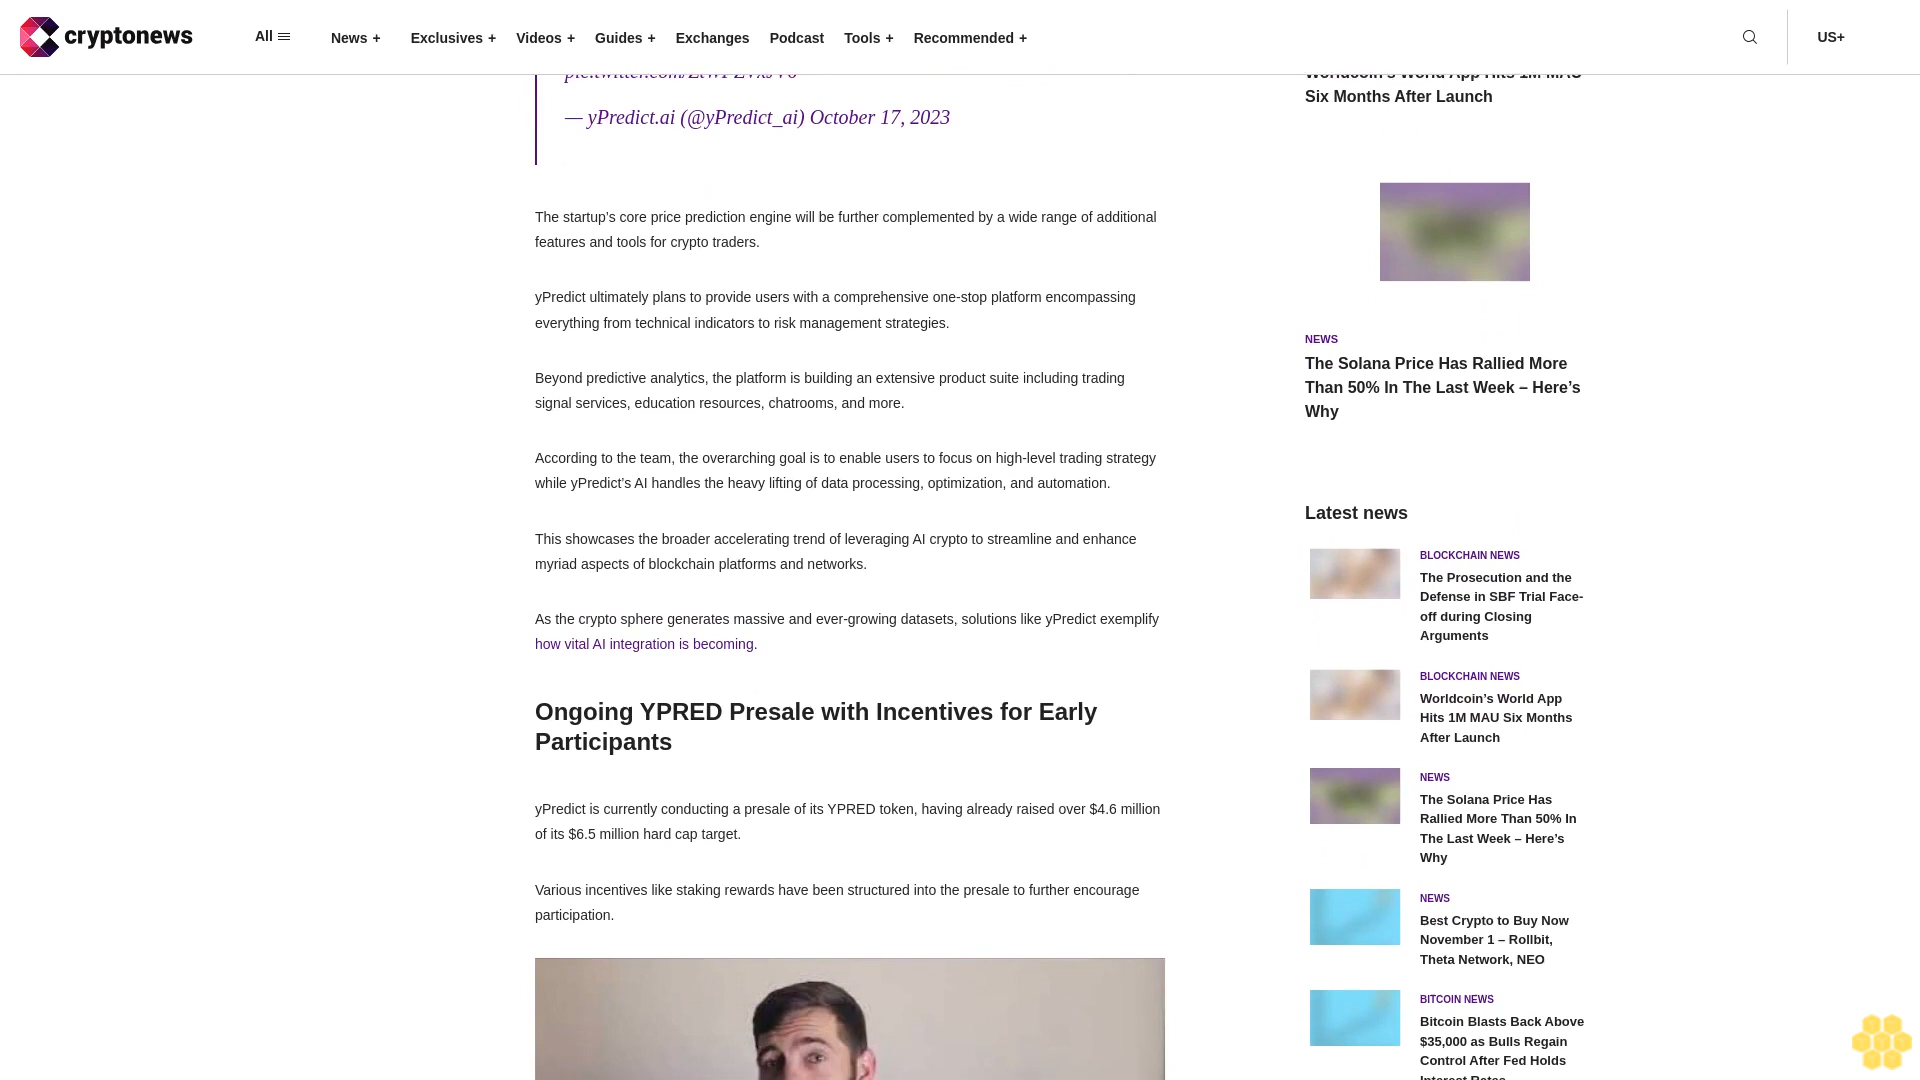 cryptonews
All
News +
Exclusives +
Videos +
Guides +
Exchanges
Podcast
Tools +
Recommended +
US+
— yPredict.ai (@yPredict_ai) October 17, 2023
The startup’s core price prediction engine will be further complemented by a wide range of additional
features and tools for crypto traders.
yPredict ultimately plans to provide users with a comprehensive one-stop platform encompassing
everything from technical indicators to risk management strategies.
Beyond predictive analytics, the platform is building an extensive product suite including trading
signal services, education resources, chatrooms, and more.
According to the team, the overarching goal is to enable users to focus on high-level trading strategy
while yPredict’s AI handles the heavy lifting of data processing, optimization, and automation.
This showcases the broader accelerating trend of leveraging AI crypto to streamline and enhance
myriad aspects of blockchain platforms and networks.
As the crypto sphere generates massive and ever-growing datasets, solutions like yPredict exemplify
how vital AI integration is becoming.
Ongoing YPRED Presale with Incentives for Early
Participants
yPredict is currently conducting a presale of its YPRED token, having already raised over $4.6 million
of its $6.5 million hard cap target.
Various incentives like staking rewards have been structured into the presale to further encourage
participation.
Worldcoin’s World App Hits 1M MAU
Six Months After Launch
NEWS
The Solana Price Has Rallied More
Than 50% In The Last Week – Here’s
Why
Latest news
BLOCKCHAIN NEWS
The Prosecution and the
Defense in SBF Trial Face-
off during Closing
Arguments
BLOCKCHAIN NEWS
Worldcoin’s World App
Hits 1M MAU Six Months
After Launch
NEWS
The Solana Price Has
Rallied More Than 50% In
The Last Week – Here’s
Why
NEWS
Best Crypto to Buy Now
November 1 – Rollbit,
Theta Network, NEO
BITCOIN NEWS
Bitcoin Blasts Back Above
$35,000 as Bulls Regain
Control After Fed Holds
Interest Rates